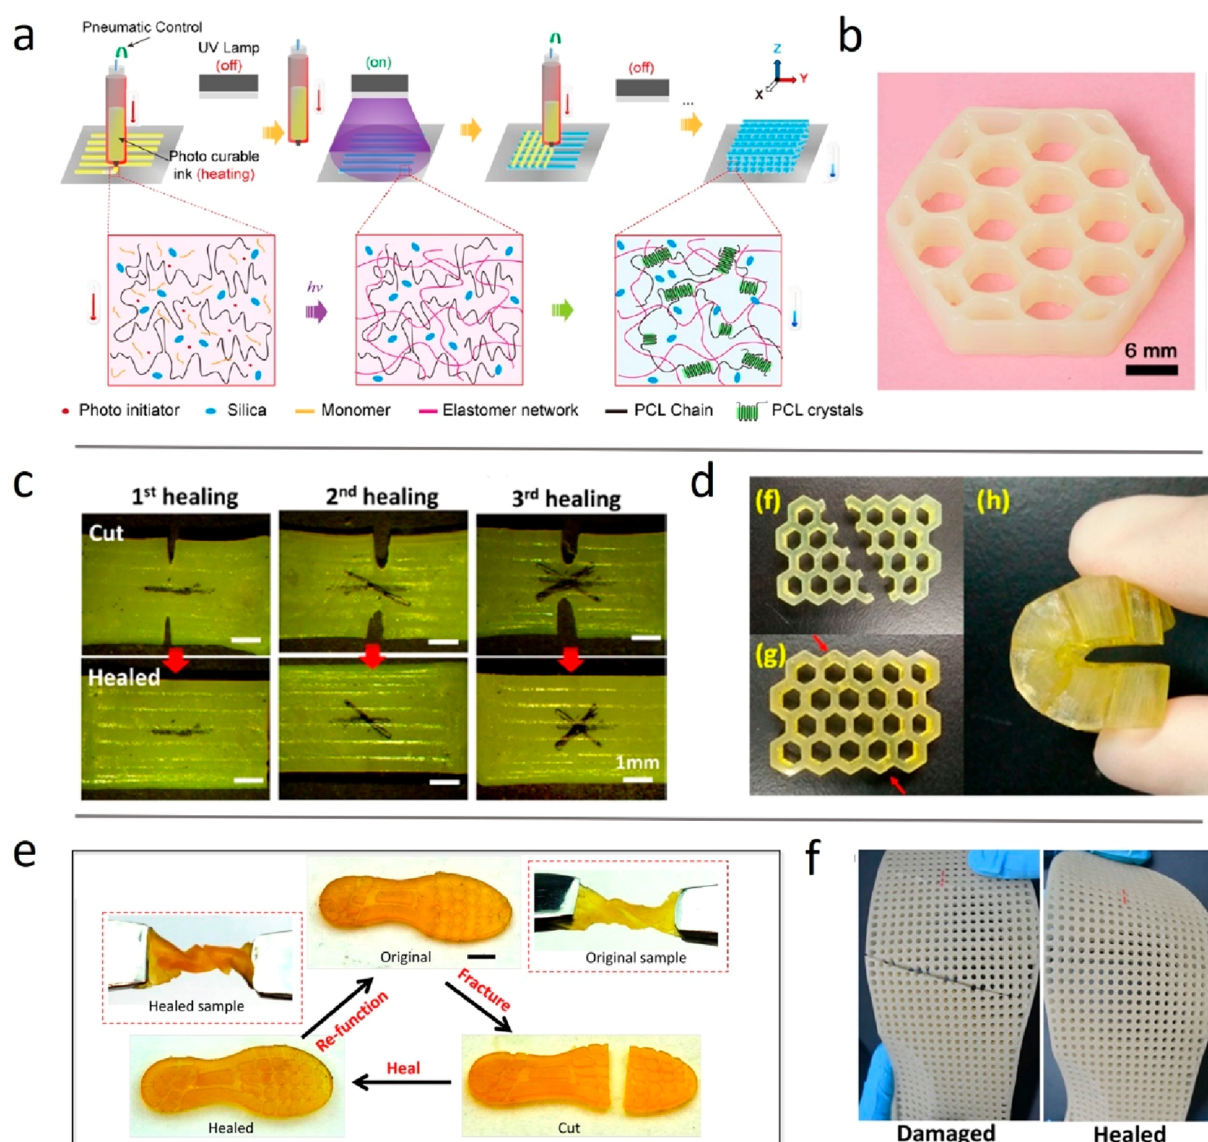 a
Pneumatic Control
UV Lamp
(off)
(on)
(off)
...
Z
Y
X
Photo curable
ink (heating)
hν
Photo initiator
Silica
Monomer
Elastomer network
PCL Chain
PCL crystals
b
6 mm
c
1st healing
2nd healing
3rd healing
Cut
Healed
1mm
d
(f)
(g)
(h)
e
Original
Original sample
Healed sample
Fracture
Re-function
Heal
Healed
Cut
f
Damaged
Healed